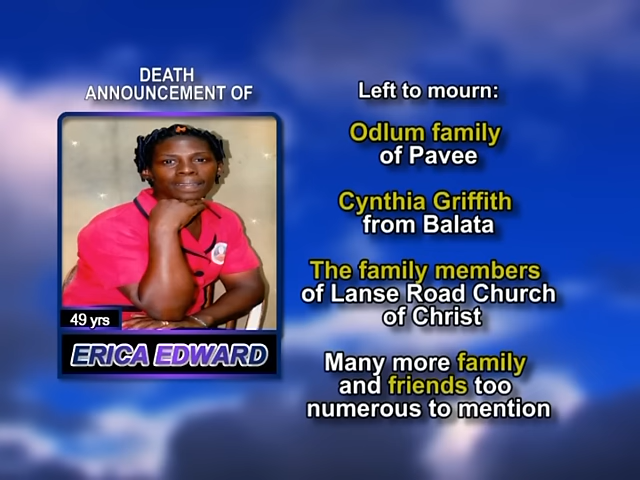 DEATH
ANNOUNCEMENT OF
49 yrs
ERICA EDWARD
Left to mourn:
Odlum family
of Pavee
Cynthia Griffith
from Balata
The family members
of Lanse Road Church
of Christ
Many more family
and friends too
numerous to mention